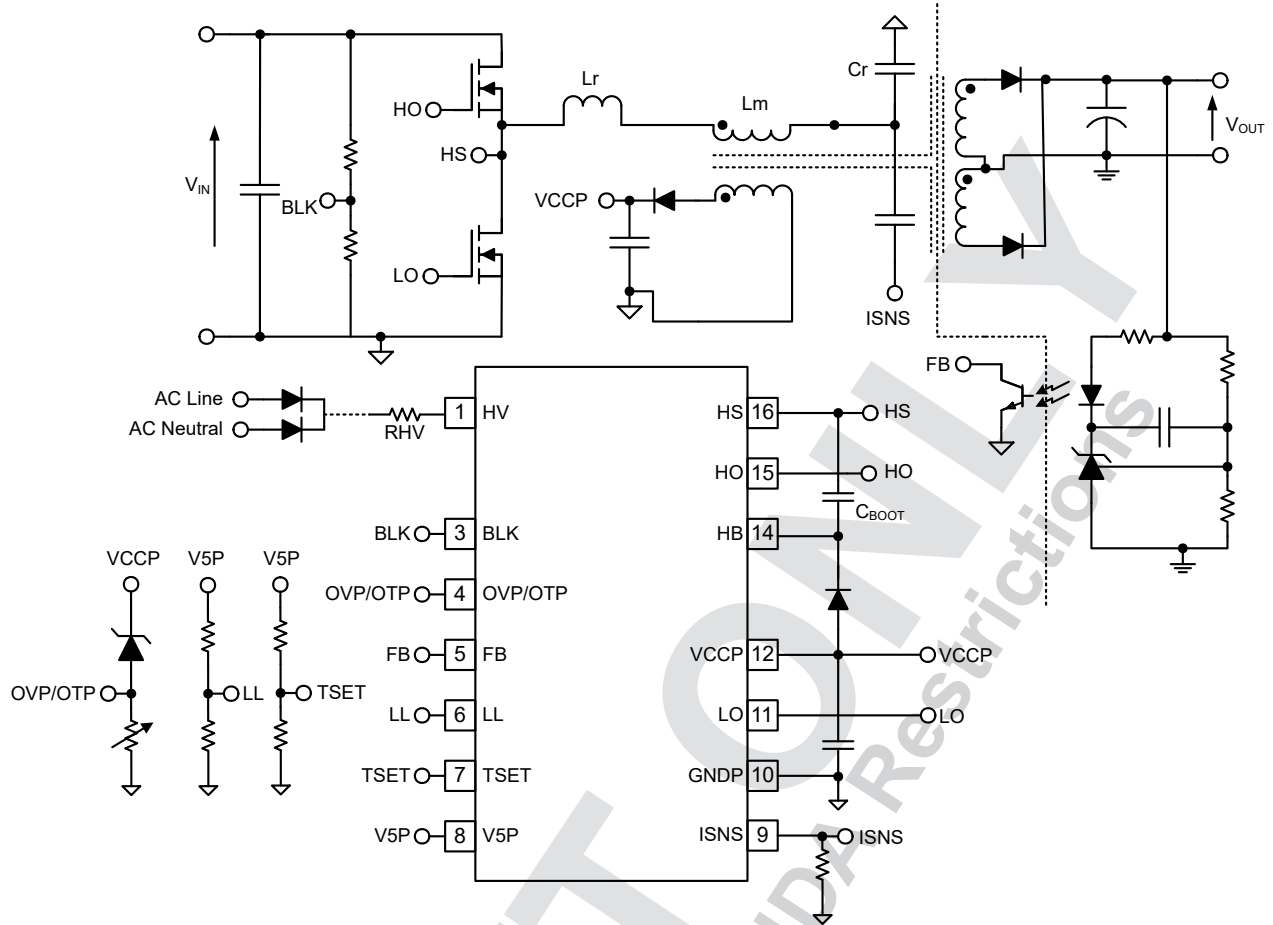 Cr
Lr
Lm
HO
HS
VIN
BLK
VCCP
VOUT
LO
ISNS
FB
AC Line
AC Neutral
RHV
1 HV
HS 16
HS
HO 15
HO
CBOOT
BLK 3 BLK
HB 14
VCCP
V5P
V5P
OVP/OTP 4 OVP/OTP
FB 5 FB
VCCP 12
VCCP
OVP/OTP
LL
TSET
LL 6 LL
LO 11
LO
TSET 7 TSET
GNDP 10
V5P 8 V5P
ISNS 9
ISNS
T ONLY
NDA Restrictions